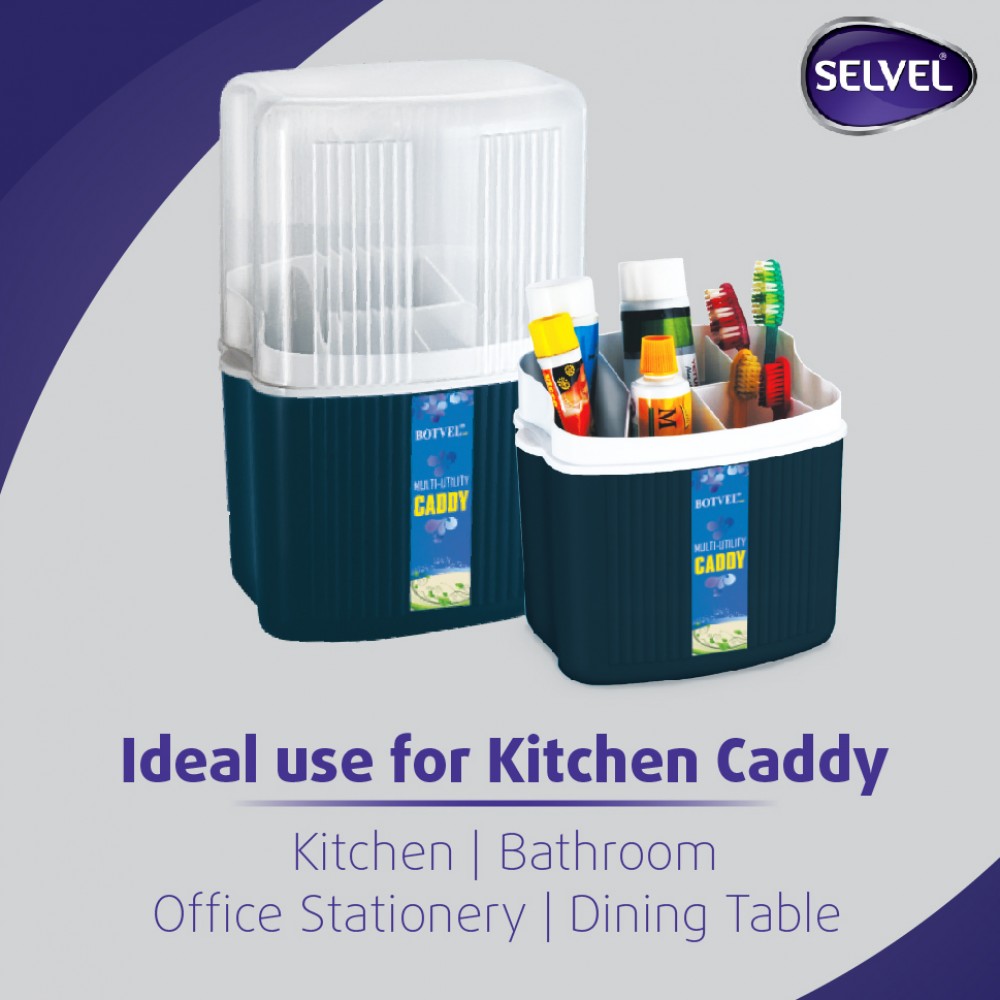 SELVEL®
BOTVEL
MULTI-UTILITY
CADDY
BOTVEL
MULTI-UTILITY
CADDY
M
Ideal use for Kitchen Caddy
Kitchen | Bathroom
Office Stationery | Dining Table